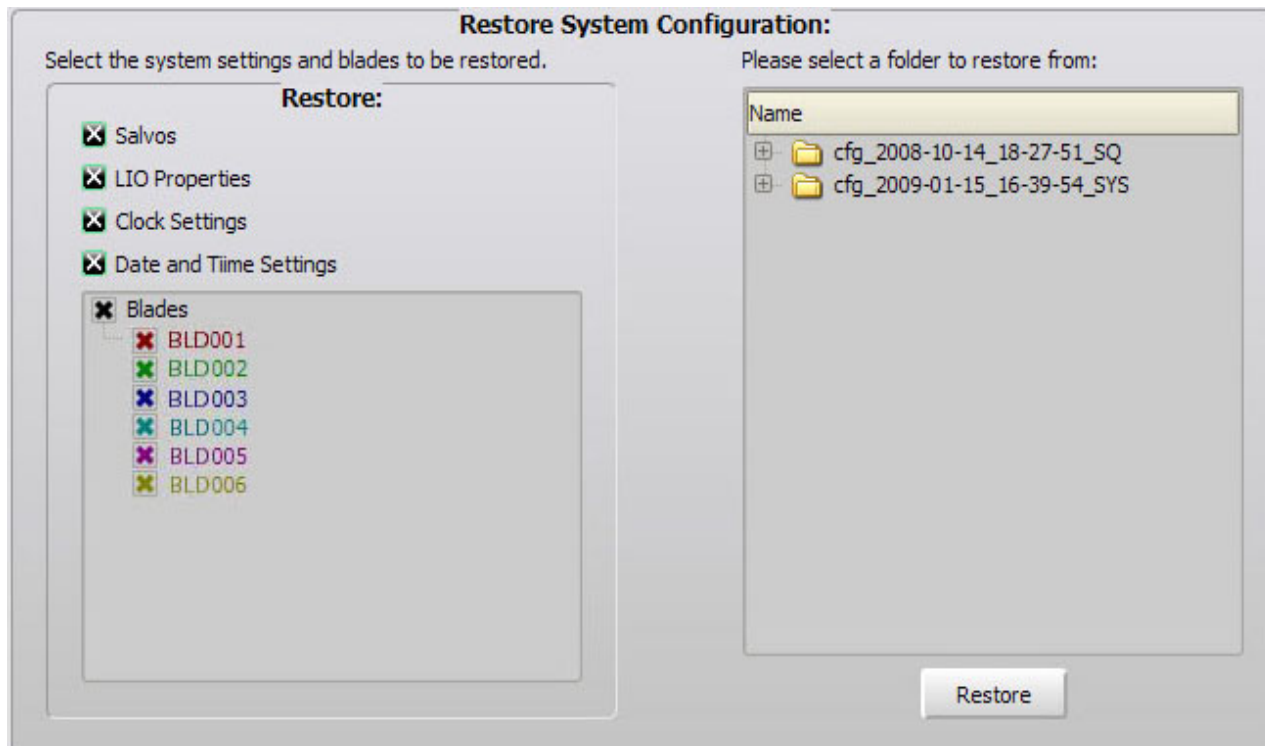 Restore System Configuration:
Select the system settings and blades to be restored.
Restore:
Salvos
LIO Properties
Clock Settings
Date and Tiime Settings
Blades
BLD001
BLD002
BLD003
BLD004
BLD005
BLD006
Please select a folder to restore from:
Name
cfg_2008-10-14_18-27-51_SQ
cfg_2009-01-15_16-39-54_SYS
Restore